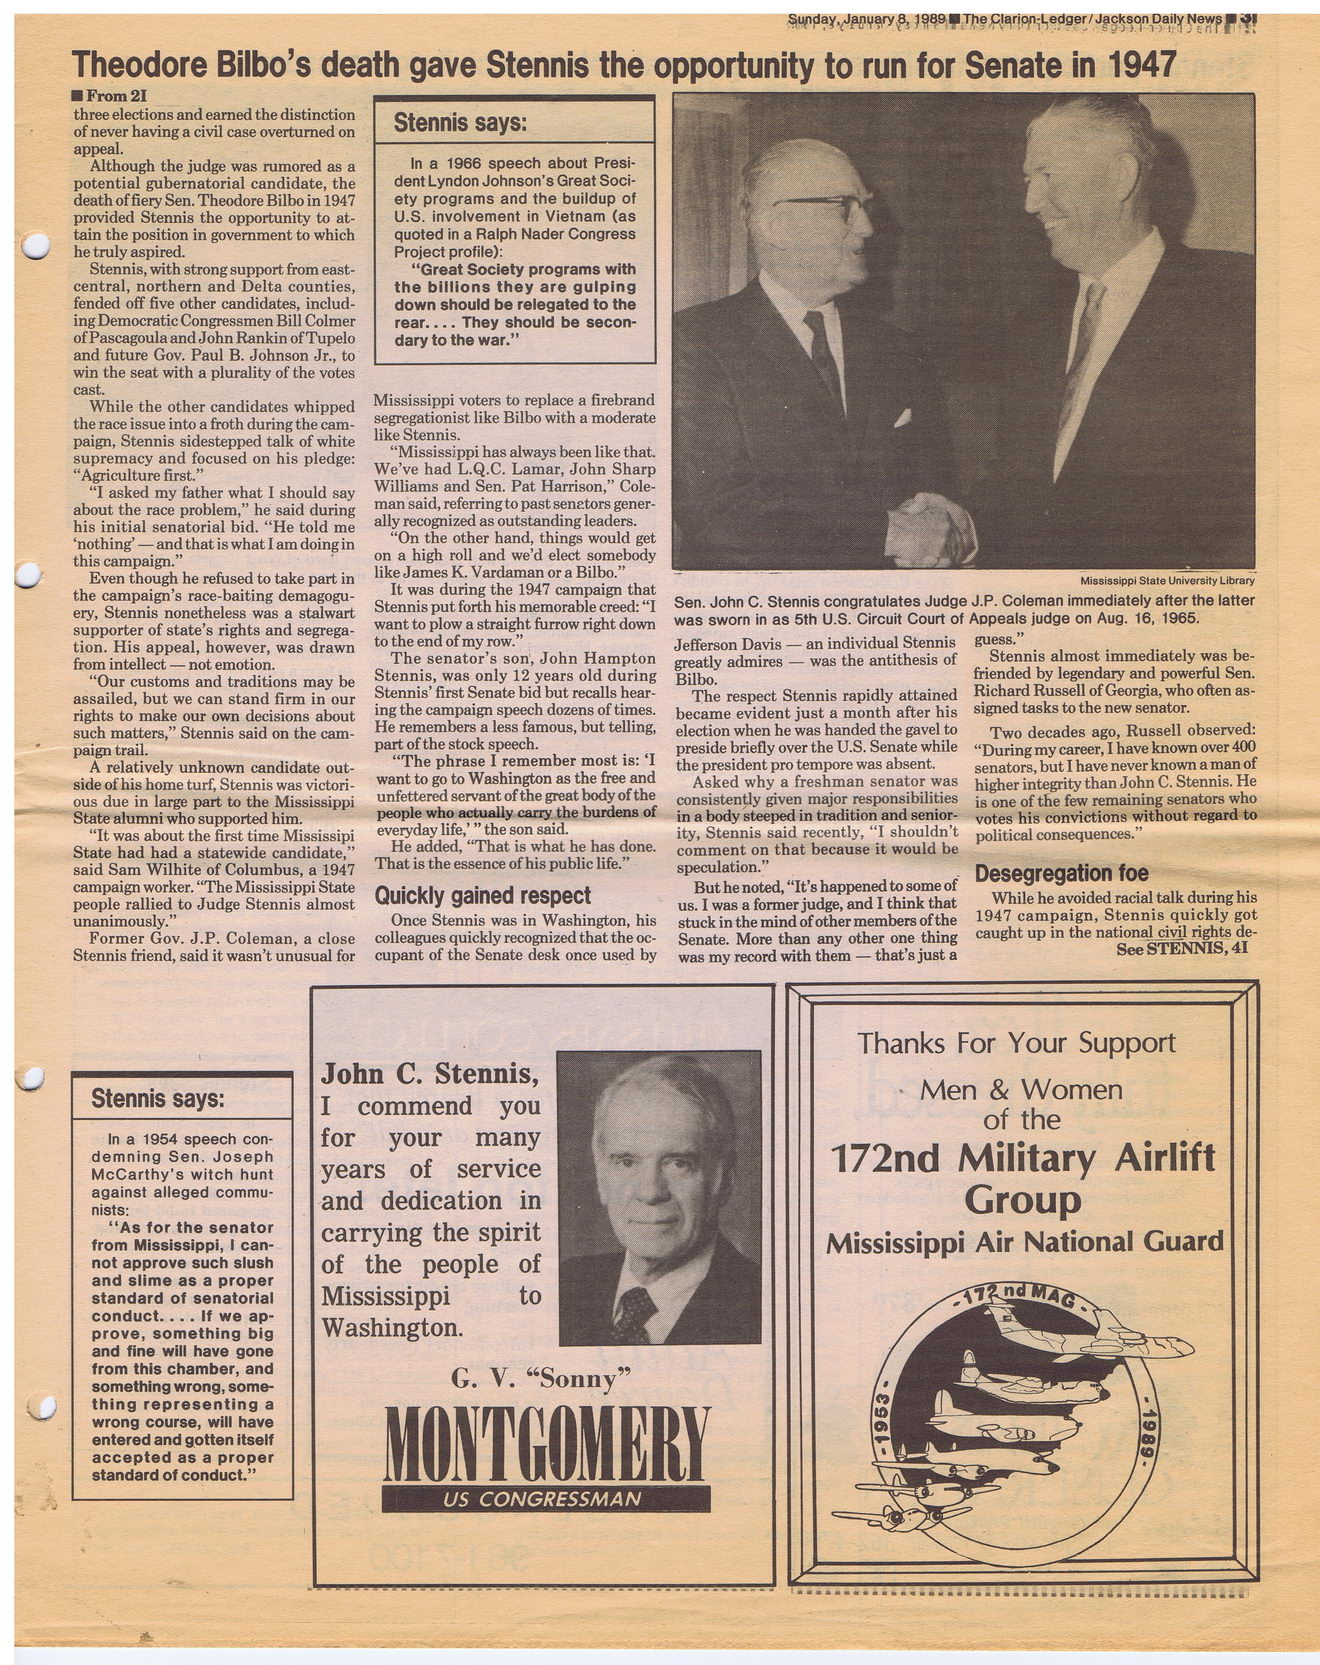 Sunday, January 8, 1989 ■ The Clarion-Ledger/Jackson Daily News ■ 3I
Theodore Bilbo's death gave Stennis the opportunity to run for Senate in 1947
■ From 2I
three elections and earned the distinction
of never having a civil case overturned on
appeal.
Although the judge was rumored as a
potential gubernatorial candidate, the
death of fiery Sen. Theodore Bilbo in 1947
provided Stennis the opportunity to at-
tain the position in government to which
he truly aspired.
Stennis, with strong support from east-
central, northern and Delta counties,
fended off five other candidates, includ-
ing Democratic Congressmen Bill Colmer
of Pascagoula and John Rankin of Tupelo
and future Gov. Paul B. Johnson Jr., to
win the seat with a plurality of the votes
cast.
While the other candidates whipped
the race issue into a froth during the cam-
paign, Stennis sidestepped talk of white
supremacy and focused on his pledge:
"Agriculture first."
"I asked my father what I should say
about the race problem," he said during
his initial senatorial bid. "He told me
'nothing' — and that is what I am doing in
this campaign."
Even though he refused to take part in
the campaign's race-baiting demagogu-
ery, Stennis nonetheless was a stalwart
supporter of state's rights and segrega-
tion. His appeal, however, was drawn
from intellect — not emotion.
"Our customs and traditions may be
assailed, but we can stand firm in our
rights to make our own decisions about
such matters," Stennis said on the cam-
paign trail.
A relatively unknown candidate out-
side of his home turf, Stennis was victori-
ous due in large part to the Mississippi
State alumni who supported him.
"It was about the first time Mississipi
State had had a statewide candidate,"
said Sam Wilhite of Columbus, a 1947
campaign worker. "The Mississippi State
people rallied to Judge Stennis almost
unanimously."
Former Gov. J.P. Coleman, a close
Stennis friend, said it wasn't unusual for
Stennis says:
In a 1966 speech about Presi-
dent Lyndon Johnson's Great Soci-
ety programs and the buildup of
U.S. involvement in Vietnam (as
quoted in a Ralph Nader Congress
Project profile):
"Great Society programs with
the billions they are gulping
down should be relegated to the
rear.... They should be secon-
dary to the war."
Mississippi voters to replace a firebrand
segregationist like Bilbo with a moderate
like Stennis.
"Mississippi has always been like that.
We've had L.Q.C. Lamar, John Sharp
Williams and Sen. Pat Harrison," Cole-
man said, referring to past senators gener-
ally recognized as outstanding leaders.
"On the other hand, things would get
on a high roll and we'd elect somebody
like James K. Vardaman or a Bilbo."
It was during the 1947 campaign that
Stennis put forth his memorable creed: "I
want to plow a straight furrow right down
to the end of my row."
The senator's son, John Hampton
Stennis, was only 12 years old during
Stennis' first Senate bid but recalls hear-
ing the campaign speech dozens of times.
He remembers a less famous, but telling,
part of the stock speech.
"The phrase I remember most is: 'I
want to go to Washington as the free and
unfettered servant of the great body of the
people who actually carry the burdens of
everyday life,' " the son said.
He added, "That is what he has done.
That is the essence of his public life."
Quickly gained respect
Once Stennis was in Washington, his
colleagues quickly recognized that the oc-
cupant of the Senate desk once used by
Mississippi State University Library
Sen. John C. Stennis congratulates Judge J.P. Coleman immediately after the latter
was sworn in as 5th U.S. Circuit Court of Appeals judge on Aug. 16, 1965.
Jefferson Davis — an individual Stennis
greatly admires — was the antithesis of
Bilbo.
The respect Stennis rapidly attained
became evident just a month after his
election when he was handed the gavel to
preside briefly over the U.S. Senate while
the president pro tempore was absent.
Asked why a freshman senator was
consistently given major responsibilities
in a body steeped in tradition and senior-
ity, Stennis said recently, "I shouldn't
comment on that because it would be
speculation."
But he noted, "It's happened to some of
us. I was a former judge, and I think that
stuck in the mind of other members of the
Senate. More than any other one thing
was my record with them — that's just a
guess."
Stennis almost immediately was be-
friended by legendary and powerful Sen.
Richard Russell of Georgia, who often as-
signed tasks to the new senator.
Two decades ago, Russell observed:
"During my career, I have known over 400
senators, but I have never known a man of
higher integrity than John C. Stennis. He
is one of the few remaining senators who
votes his convictions without regard to
political consequences."
Desegregation foe
While he avoided racial talk during his
1947 campaign, Stennis quickly got
caught up in the national civil rights de-
See STENNIS, 4I
Stennis says:
In a 1954 speech con-
demning Sen. Joseph
McCarthy's witch hunt
against alleged commu-
nists:
"As for the senator
from Mississippi, I can-
not approve such slush
and slime as a proper
standard of senatorial
conduct.... If we ap-
prove, something big
and fine will have gone
from this chamber, and
something wrong, some-
thing representing a
wrong course, will have
entered and gotten itself
accepted as a proper
standard of conduct."
John C. Stennis,
I commend you
for your many
years of service
and dedication in
carrying the spirit
of the people of
Mississippi to
Washington.
G. V. "Sonny"
MONTGOMERY
US CONGRESSMAN
Thanks For Your Support
Men & Women
of the
172nd Military Airlift
Group
Mississippi Air National Guard
-172nd MAG-
-1953-
-1989-